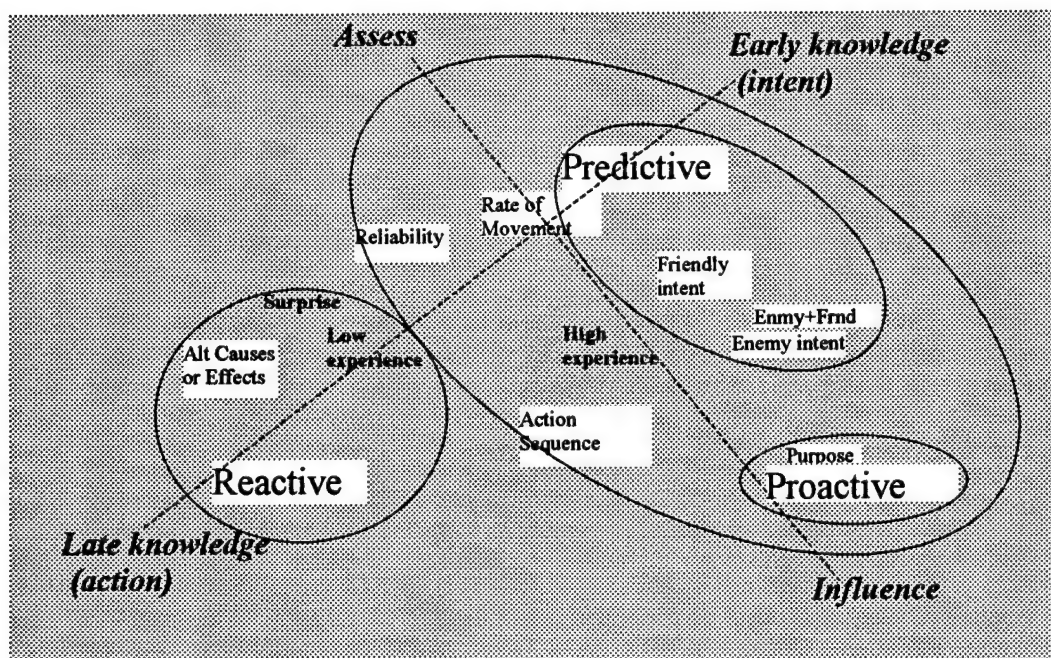 Assess
Early knowledge
(intent)
Predictive
Rate of
Movement
Reliability
Friendly
intent
Surprise
Enmy+Frnd
Enemy intent
Low
experience
High
experience
Alt Causes
or Effects
Action
Sequence
Purpose
Reactive
Proactive
Late knowledge
(action)
Influence